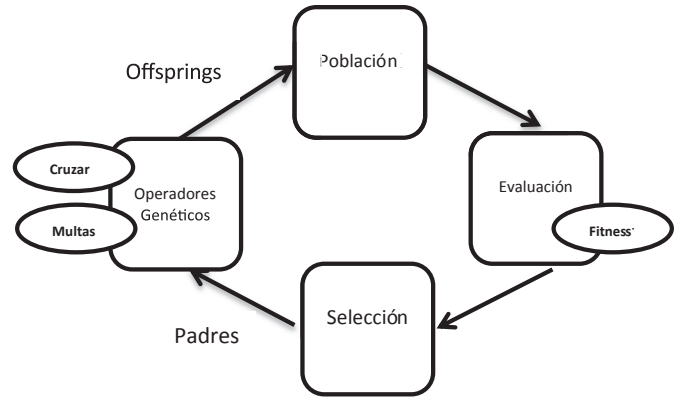 Población
Offsprings
Cruzar
Operadores
Genéticos
Multas
Evaluación
Fitness
Selección
Padres